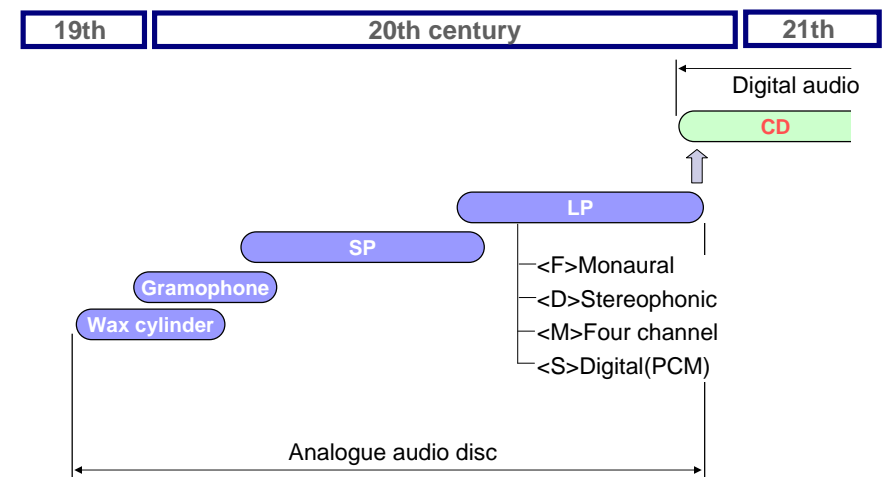 19th
20th century
21th
Digital audio
CD
LP
SP
<F>Monaural
Gramophone
<D>Stereophonic
Wax cylinder
<M>Four channel
<S>Digital(PCM)
Analogue audio disc